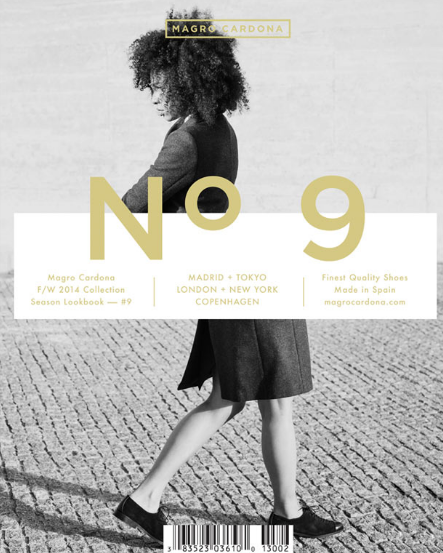 MAGRO CARDONA
Nº 9
Magro Cardona
F/W 2014 Collection
Season Lookbook — #9
MADRID + TOKYO
LONDON + NEW YORK
COPENHAGEN
Finest Quality Shoes
Made in Spain
magrocardona.com
3 83523 03610 0 13002